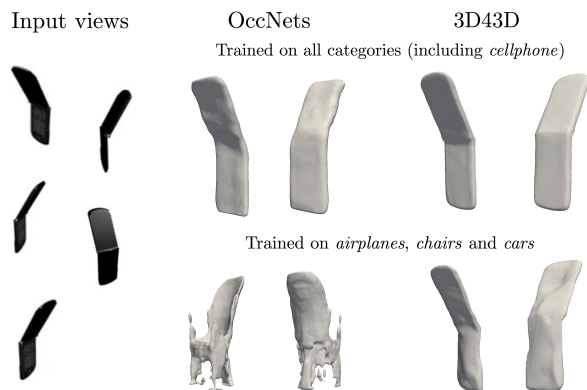 Input views OccNets 3D43D
Trained on all categories (including cellphone)
Trained on airplanes, chairs and cars